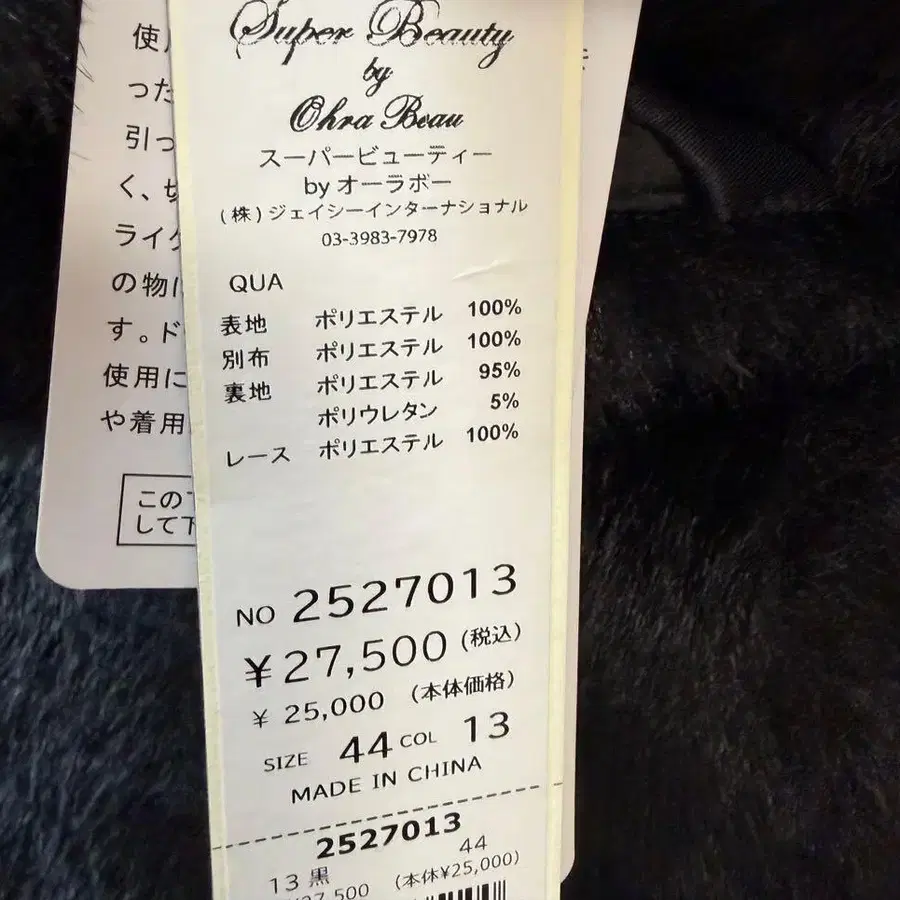 Super Beauty
by
Ohra Beau
スーパービューティー
by オーラボー
(株)ジェイシーインターナショナル
03-3983-7978
QUA
表地 ポリエステル 100%
別布 ポリエステル 100%
裏地 ポリエステル 95%
ポリウレタン 5%
レース ポリエステル 100%
NO 2527013
¥27,500 (税込)
¥ 25,000 (本体価格)
SIZE 44 COL 13
MADE IN CHINA
2527013
13 黒 44
¥27,500 (本体¥25,000)
使
った
引っ
く、
ライ
の物
す。ド
使用に
や着用
この
して下